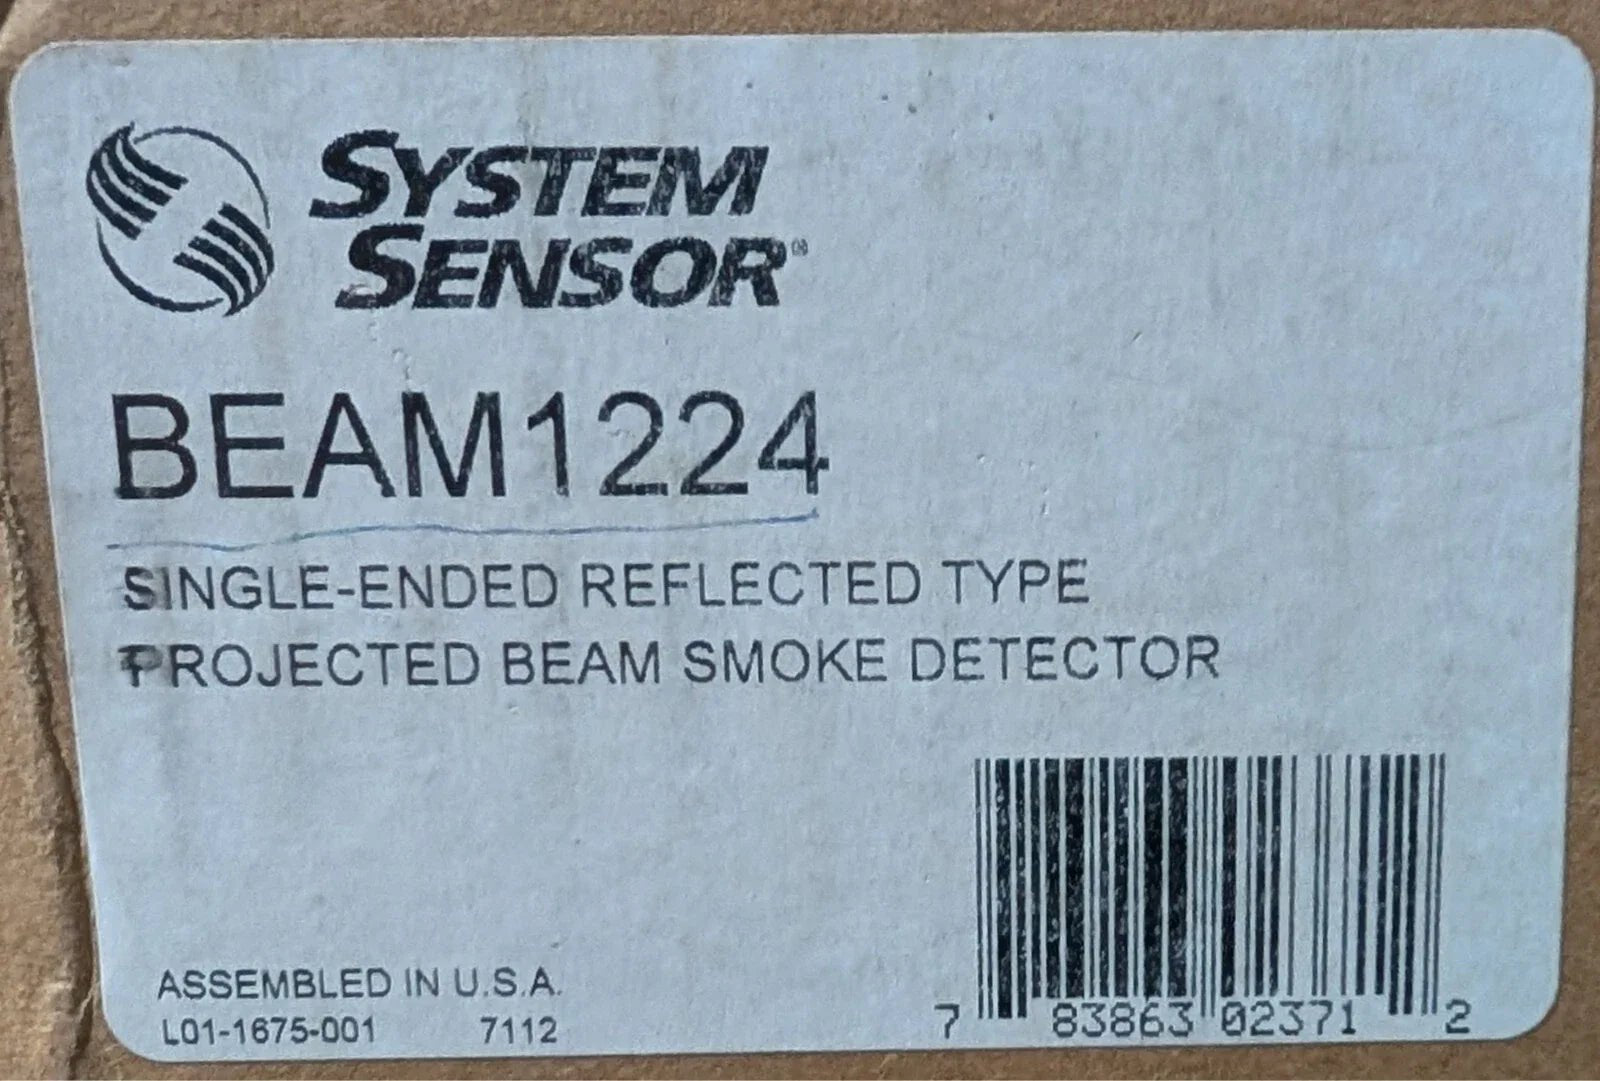 SYSTEM
SENSOR®
BEAM1224
SINGLE-ENDED REFLECTED TYPE
PROJECTED BEAM SMOKE DETECTOR
ASSEMBLED IN U.S.A.
L01-1675-001 7112
7 83863 02371 2